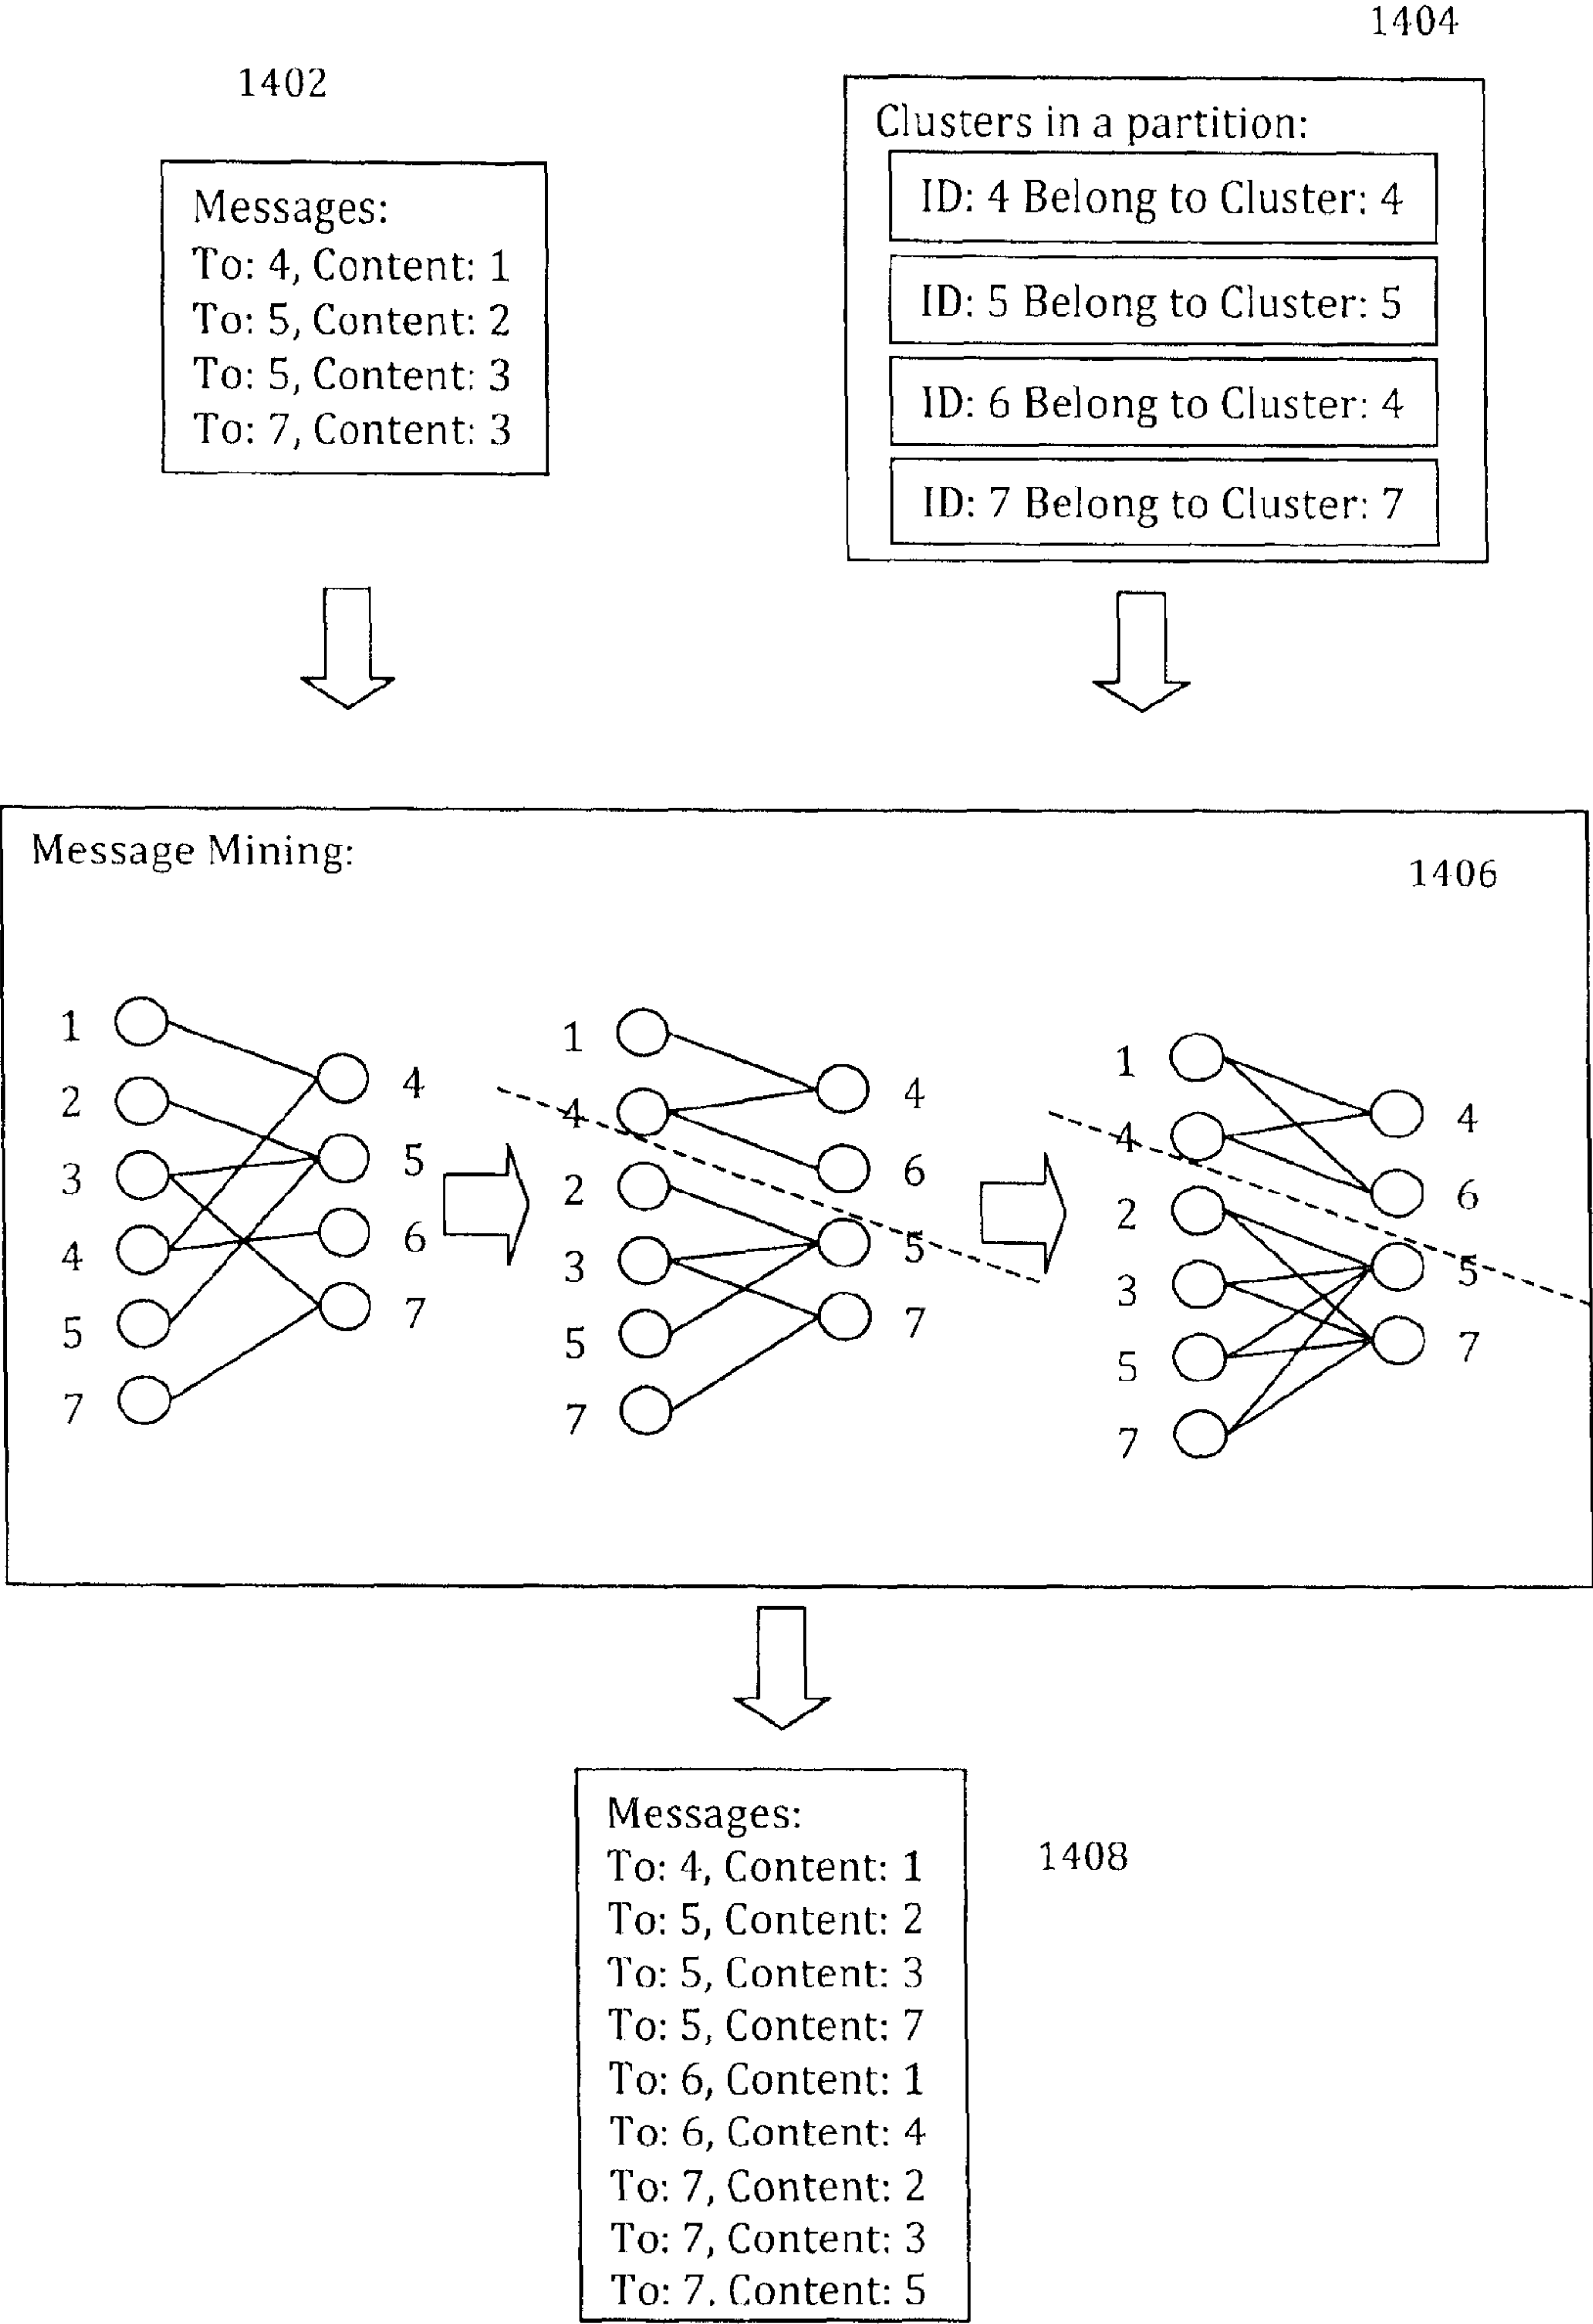 1404
1402
Clusters in a partition:
ID: 4 Belong to Cluster: 4
ID: 5 Belong to Cluster: 5
ID: 6 Belong to Cluster: 4
ID: 7 Belong to Cluster: 7
Messages:
To: 4, Content: 1
To: 5, Content: 2
To: 5, Content: 3
To: 7, Content: 3
Message Mining:
1406
1
2
3
4
5
7
4
5
6
7
1
4
2
3
5
7
4
6
5
7
1
4
2
3
5
7
4
6
5
7
Messages:
To: 4, Content: 1
To: 5, Content: 2
To: 5, Content: 3
To: 5, Content: 7
To: 6, Content: 1
To: 6, Content: 4
To: 7, Content: 2
To: 7, Content: 3
To: 7. Content: 5
1408